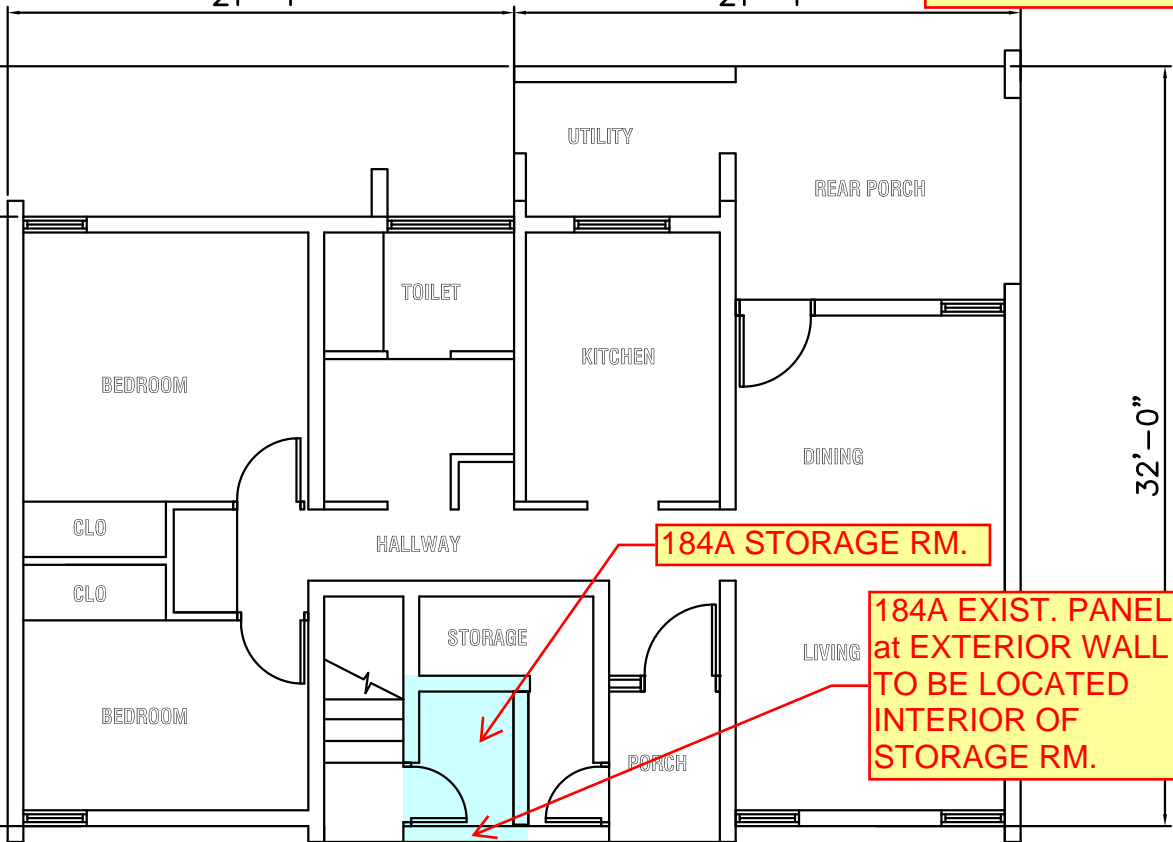 UTILITY
REAR PORCH
TOILET
KITCHEN
BEDROOM
32'-0"
DINING
CLO
HALLWAY
184A STORAGE RM.
CLO
184A EXIST. PANEL
at EXTERIOR WALL
TO BE LOCATED
INTERIOR OF
STORAGE RM.
STORAGE
LIVING
BEDROOM
PORCH